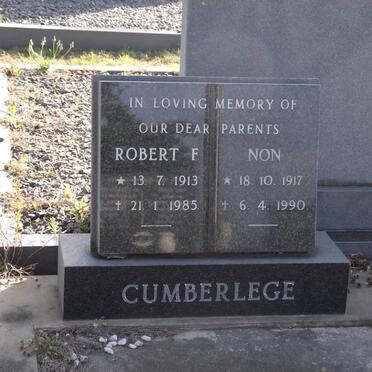 IN LOVING MEMORY OF
OUR DEAR PARENTS
ROBERT F NON
★ 13. 7. 1913 ★ 18. 10. 1917
† 21. 1. 1985 † 6. 4. 1990
CUMBERLEGE